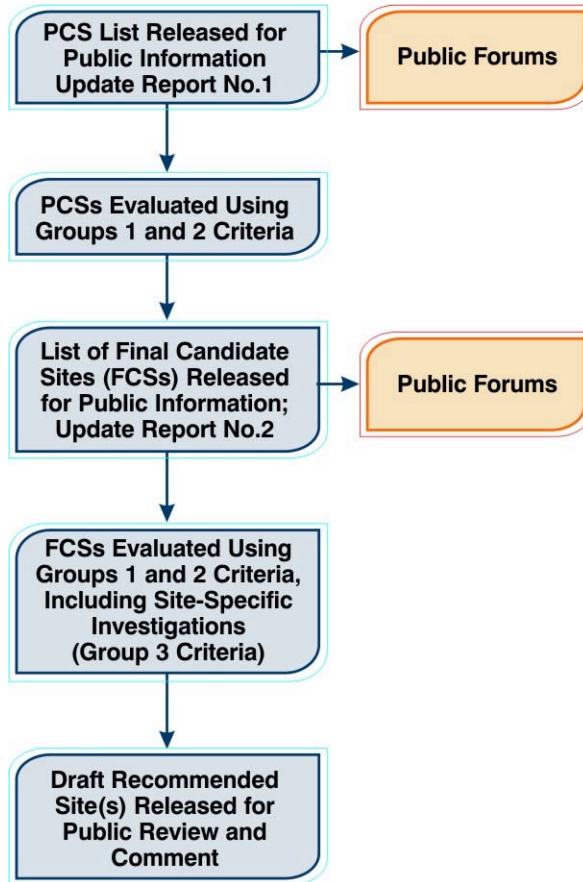 PCS List Released for
Public Information
Update Report No.1
Public Forums
PCSs Evaluated Using
Groups 1 and 2 Criteria
List of Final Candidate
Sites (FCSs) Released
for Public Information;
Update Report No.2
Public Forums
FCSs Evaluated Using
Groups 1 and 2 Criteria,
Including Site-Specific
Investigations
(Group 3 Criteria)
Draft Recommended
Site(s) Released for
Public Review and
Comment